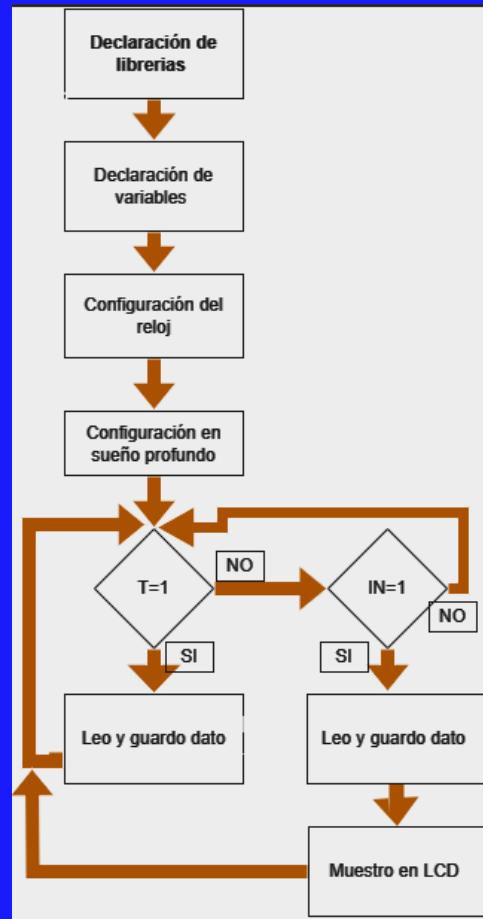 Declaración de
librerias
Declaración de
variables
Configuración del
reloj
Configuración en
sueño profundo
T=1
NO
IN=1
NO
SI
SI
Leo y guardo dato
Leo y guardo dato
Muestro en LCD